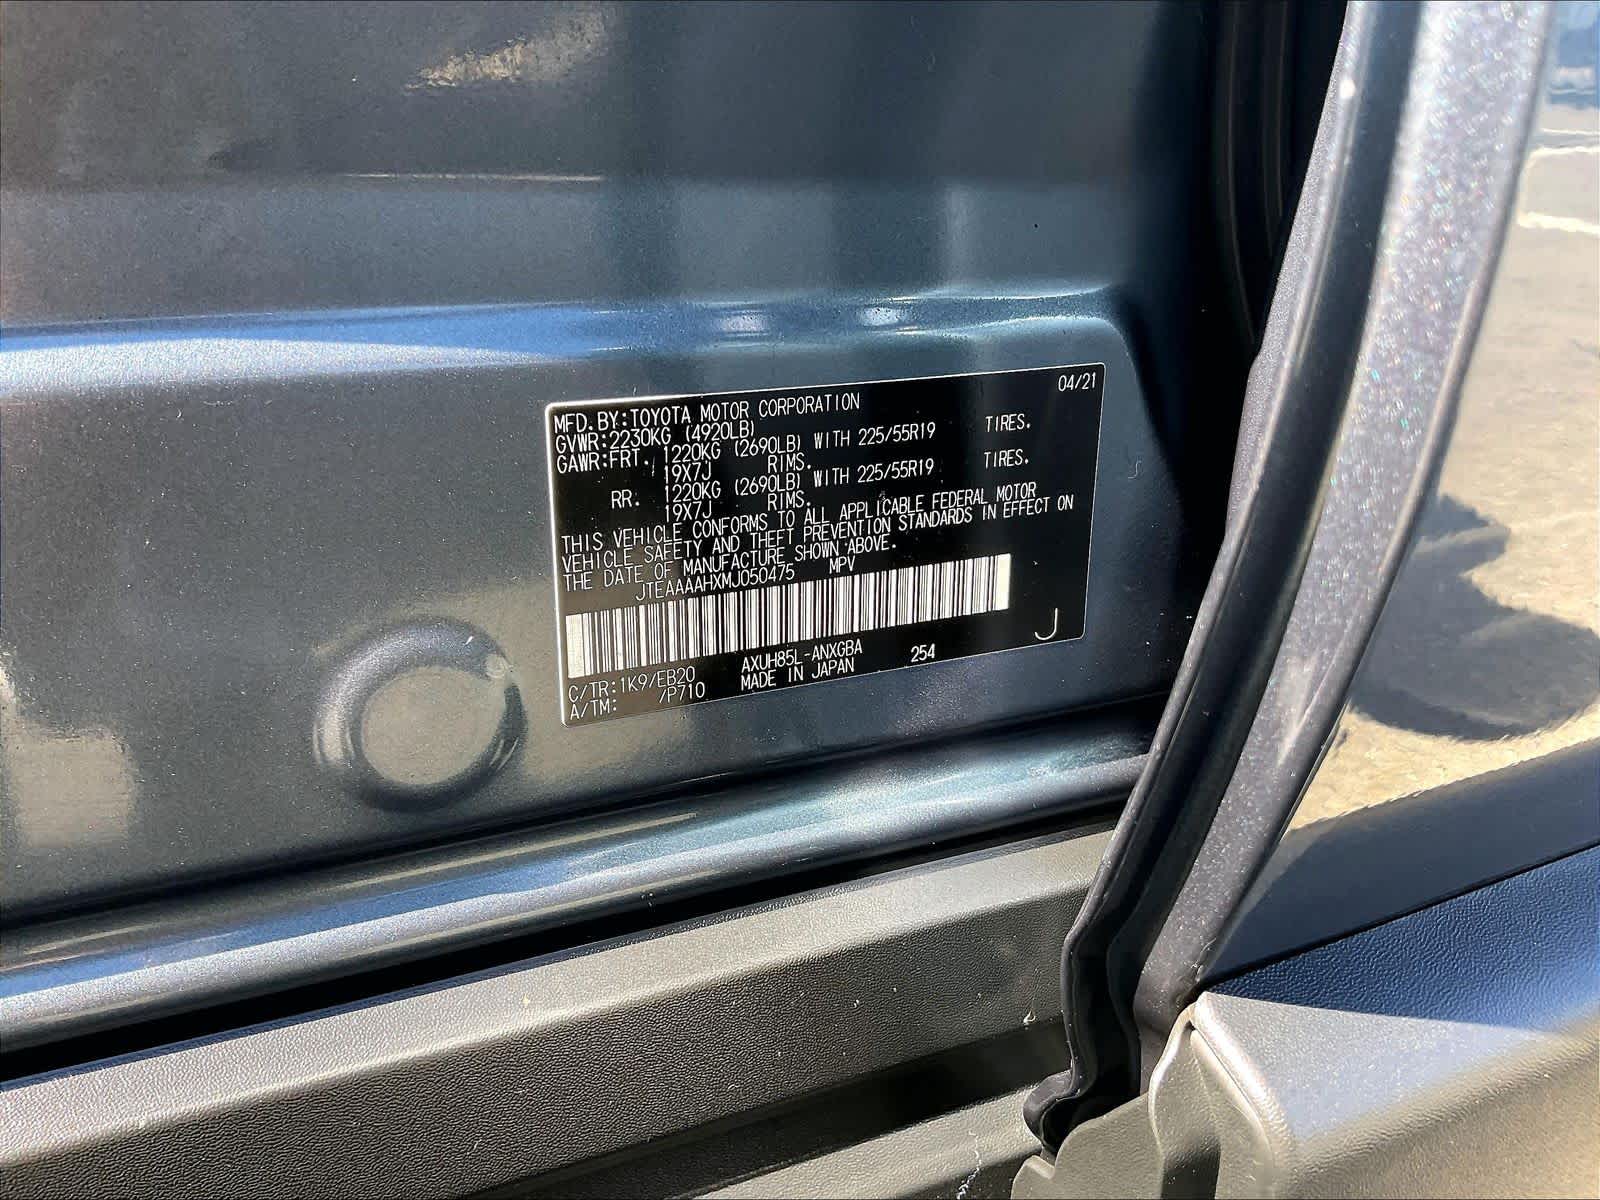 04/21
MFD.BY:TOYOTA MOTOR CORPORATION
GVWR:2230KG (4920LB)
GAWR:FRT. 1220KG (2690LB) WITH 225/55R19 TIRES.
19X7J RIMS.
RR. 1220KG (2690LB) WITH 225/55R19 TIRES.
19X7J RIMS.
THIS VEHICLE CONFORMS TO ALL APPLICABLE FEDERAL MOTOR
VEHICLE SAFETY AND THEFT PREVENTION STANDARDS IN EFFECT ON
THE DATE OF MANUFACTURE SHOWN ABOVE.
JTEAAAAHXMJ050475 MPV
C/TR:1K9/EB20 AXUH85L-ANXGBA 254 J
A/TM: /P710 MADE IN JAPAN